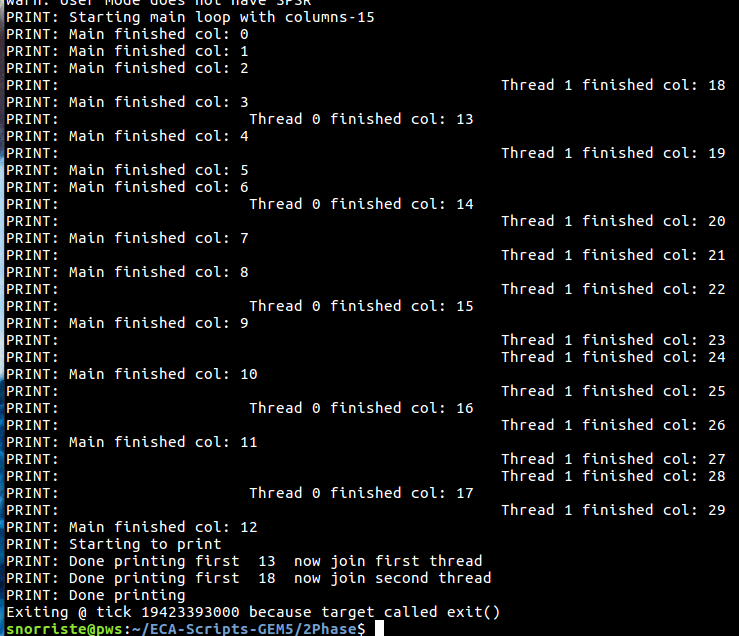 warn: User mode does not have SPSR
PRINT: Starting main loop with columns-15
PRINT: Main finished col: 0
PRINT: Main finished col: 1
PRINT: Main finished col: 2
PRINT: Thread 1 finished col: 18
PRINT: Main finished col: 3
PRINT: Thread 0 finished col: 13
PRINT: Main finished col: 4
PRINT: Thread 1 finished col: 19
PRINT: Main finished col: 5
PRINT: Main finished col: 6
PRINT: Thread 0 finished col: 14
PRINT: Thread 1 finished col: 20
PRINT: Main finished col: 7
PRINT: Thread 1 finished col: 21
PRINT: Main finished col: 8
PRINT: Thread 1 finished col: 22
PRINT: Thread 0 finished col: 15
PRINT: Main finished col: 9
PRINT: Thread 1 finished col: 23
PRINT: Thread 1 finished col: 24
PRINT: Main finished col: 10
PRINT: Thread 1 finished col: 25
PRINT: Thread 0 finished col: 16
PRINT: Thread 1 finished col: 26
PRINT: Main finished col: 11
PRINT: Thread 1 finished col: 27
PRINT: Thread 1 finished col: 28
PRINT: Thread 0 finished col: 17
PRINT: Thread 1 finished col: 29
PRINT: Main finished col: 12
PRINT: Starting to print
PRINT: Done printing first  13  now join first thread
PRINT: Done printing first  18  now join second thread
PRINT: Done printing
Exiting @ tick 19423393000 because target called exit()
snorriste@pws:~/ECA-Scripts-GEM5/2Phase$